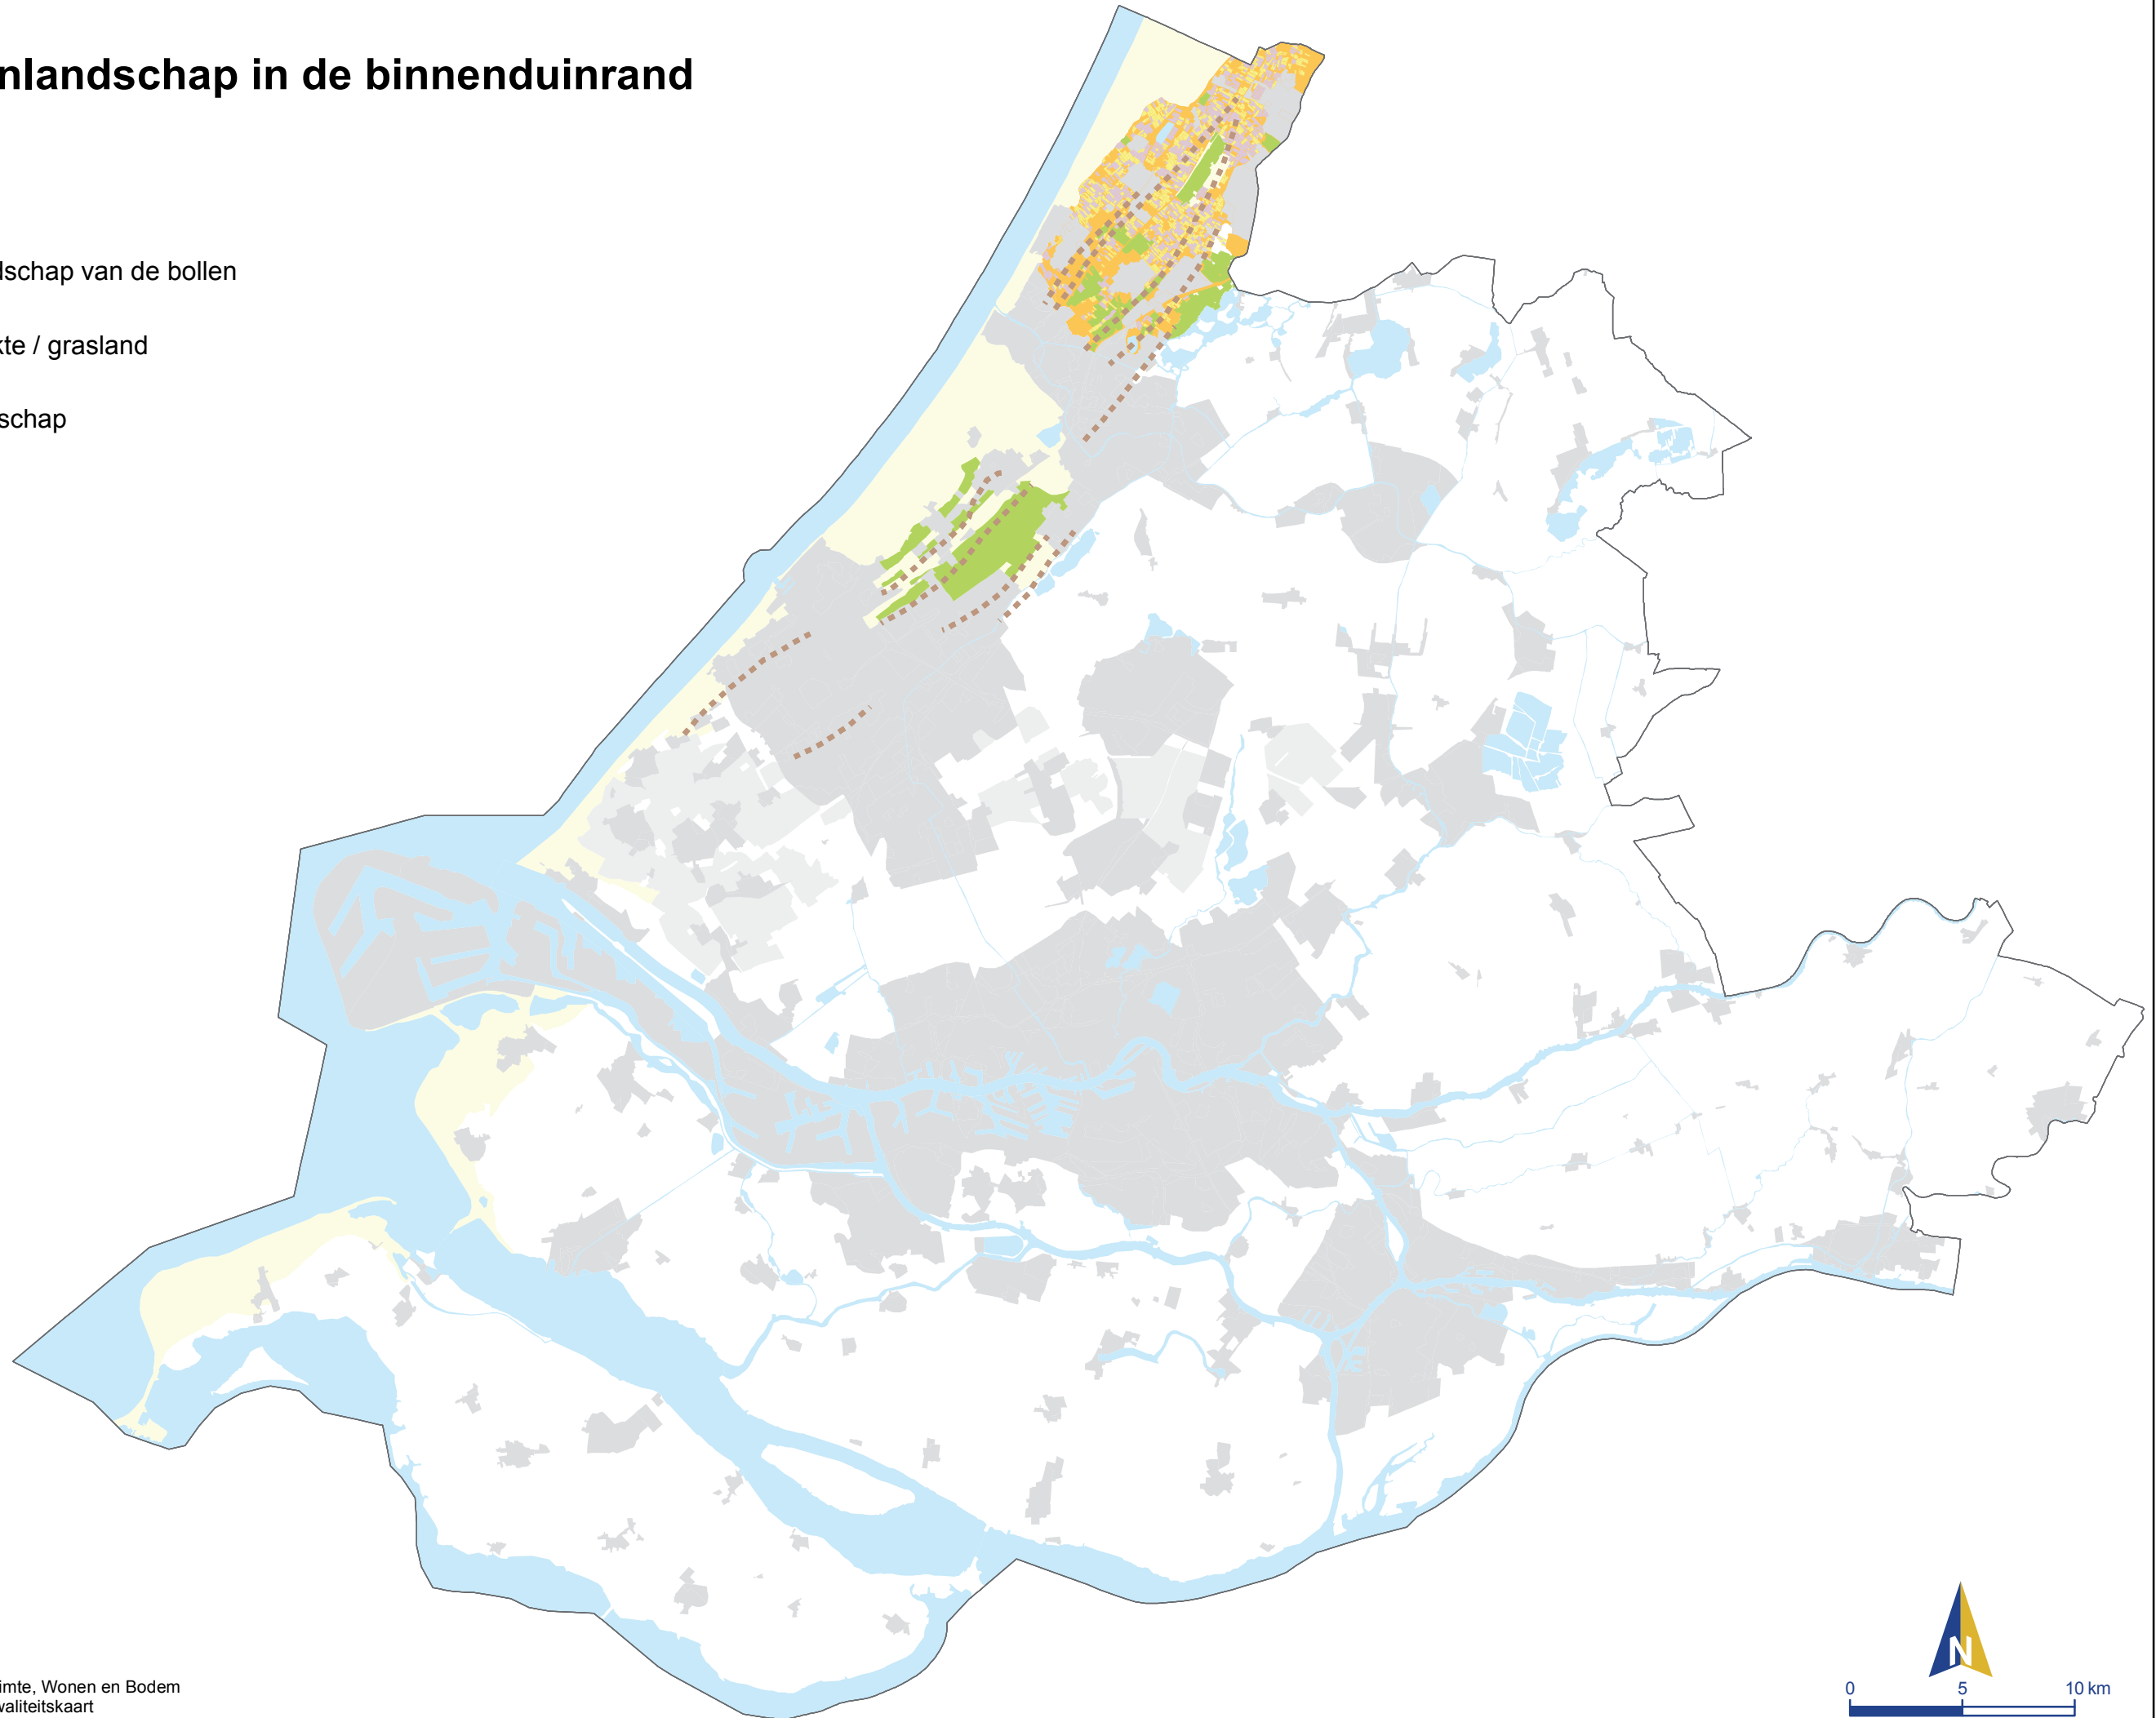 nlandschap in de binnenduinrand
dschap van de bollen
kte / grasland
schap
imte, Wonen en Bodem
waliteitskaart
N
0 5 10 km